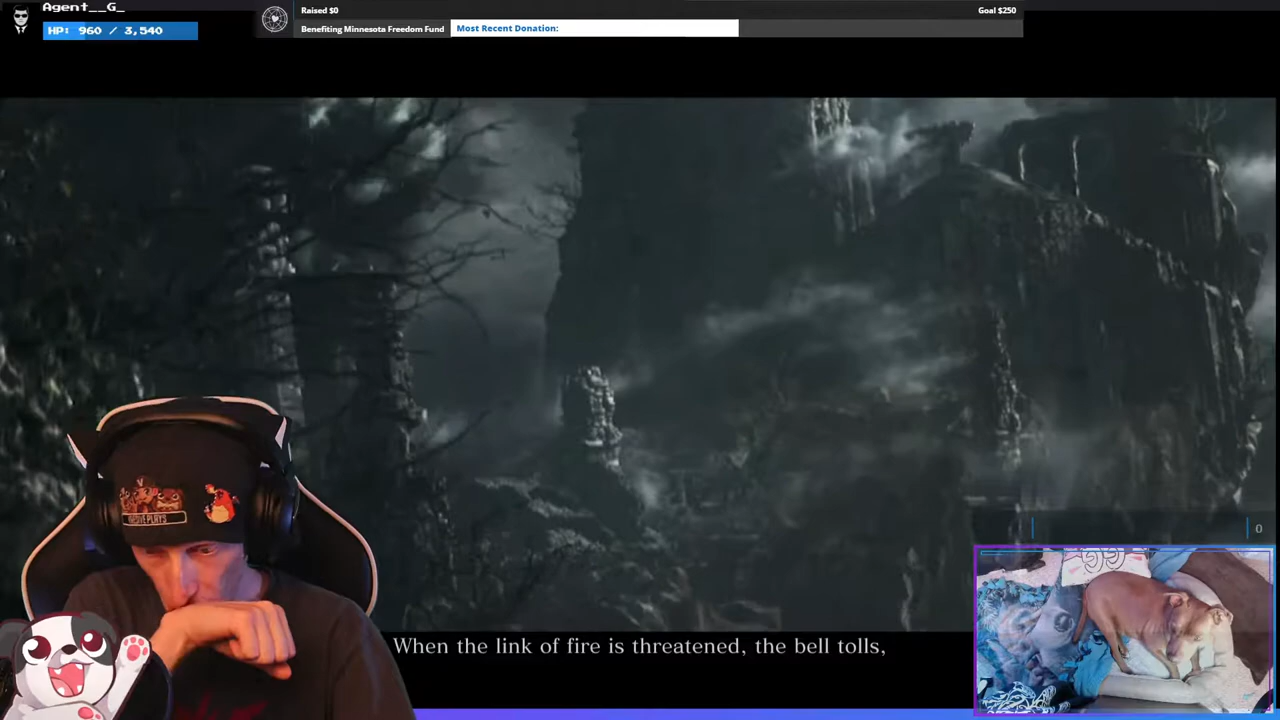 Agent__G_
HP: 960 / 3,540
Raised $0
Goal $250
Benefiting Minnesota Freedom Fund
Most Recent Donation:
0
When the link of fire is threatened, the bell tolls,